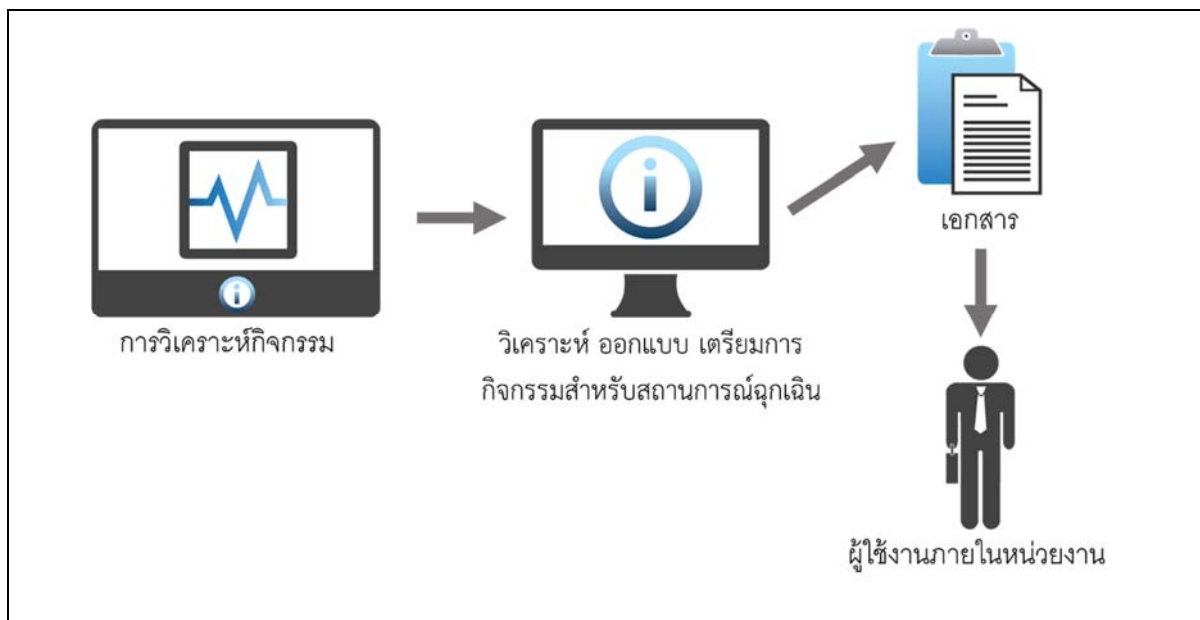 การวิเคราะห์กิจกรรม
วิเคราะห์ ออกแบบ เตรียมการ
กิจกรรมสำหรับสถานการณ์ฉุกเฉิน
เอกสาร
ผู้ใช้งานภายในหน่วยงาน